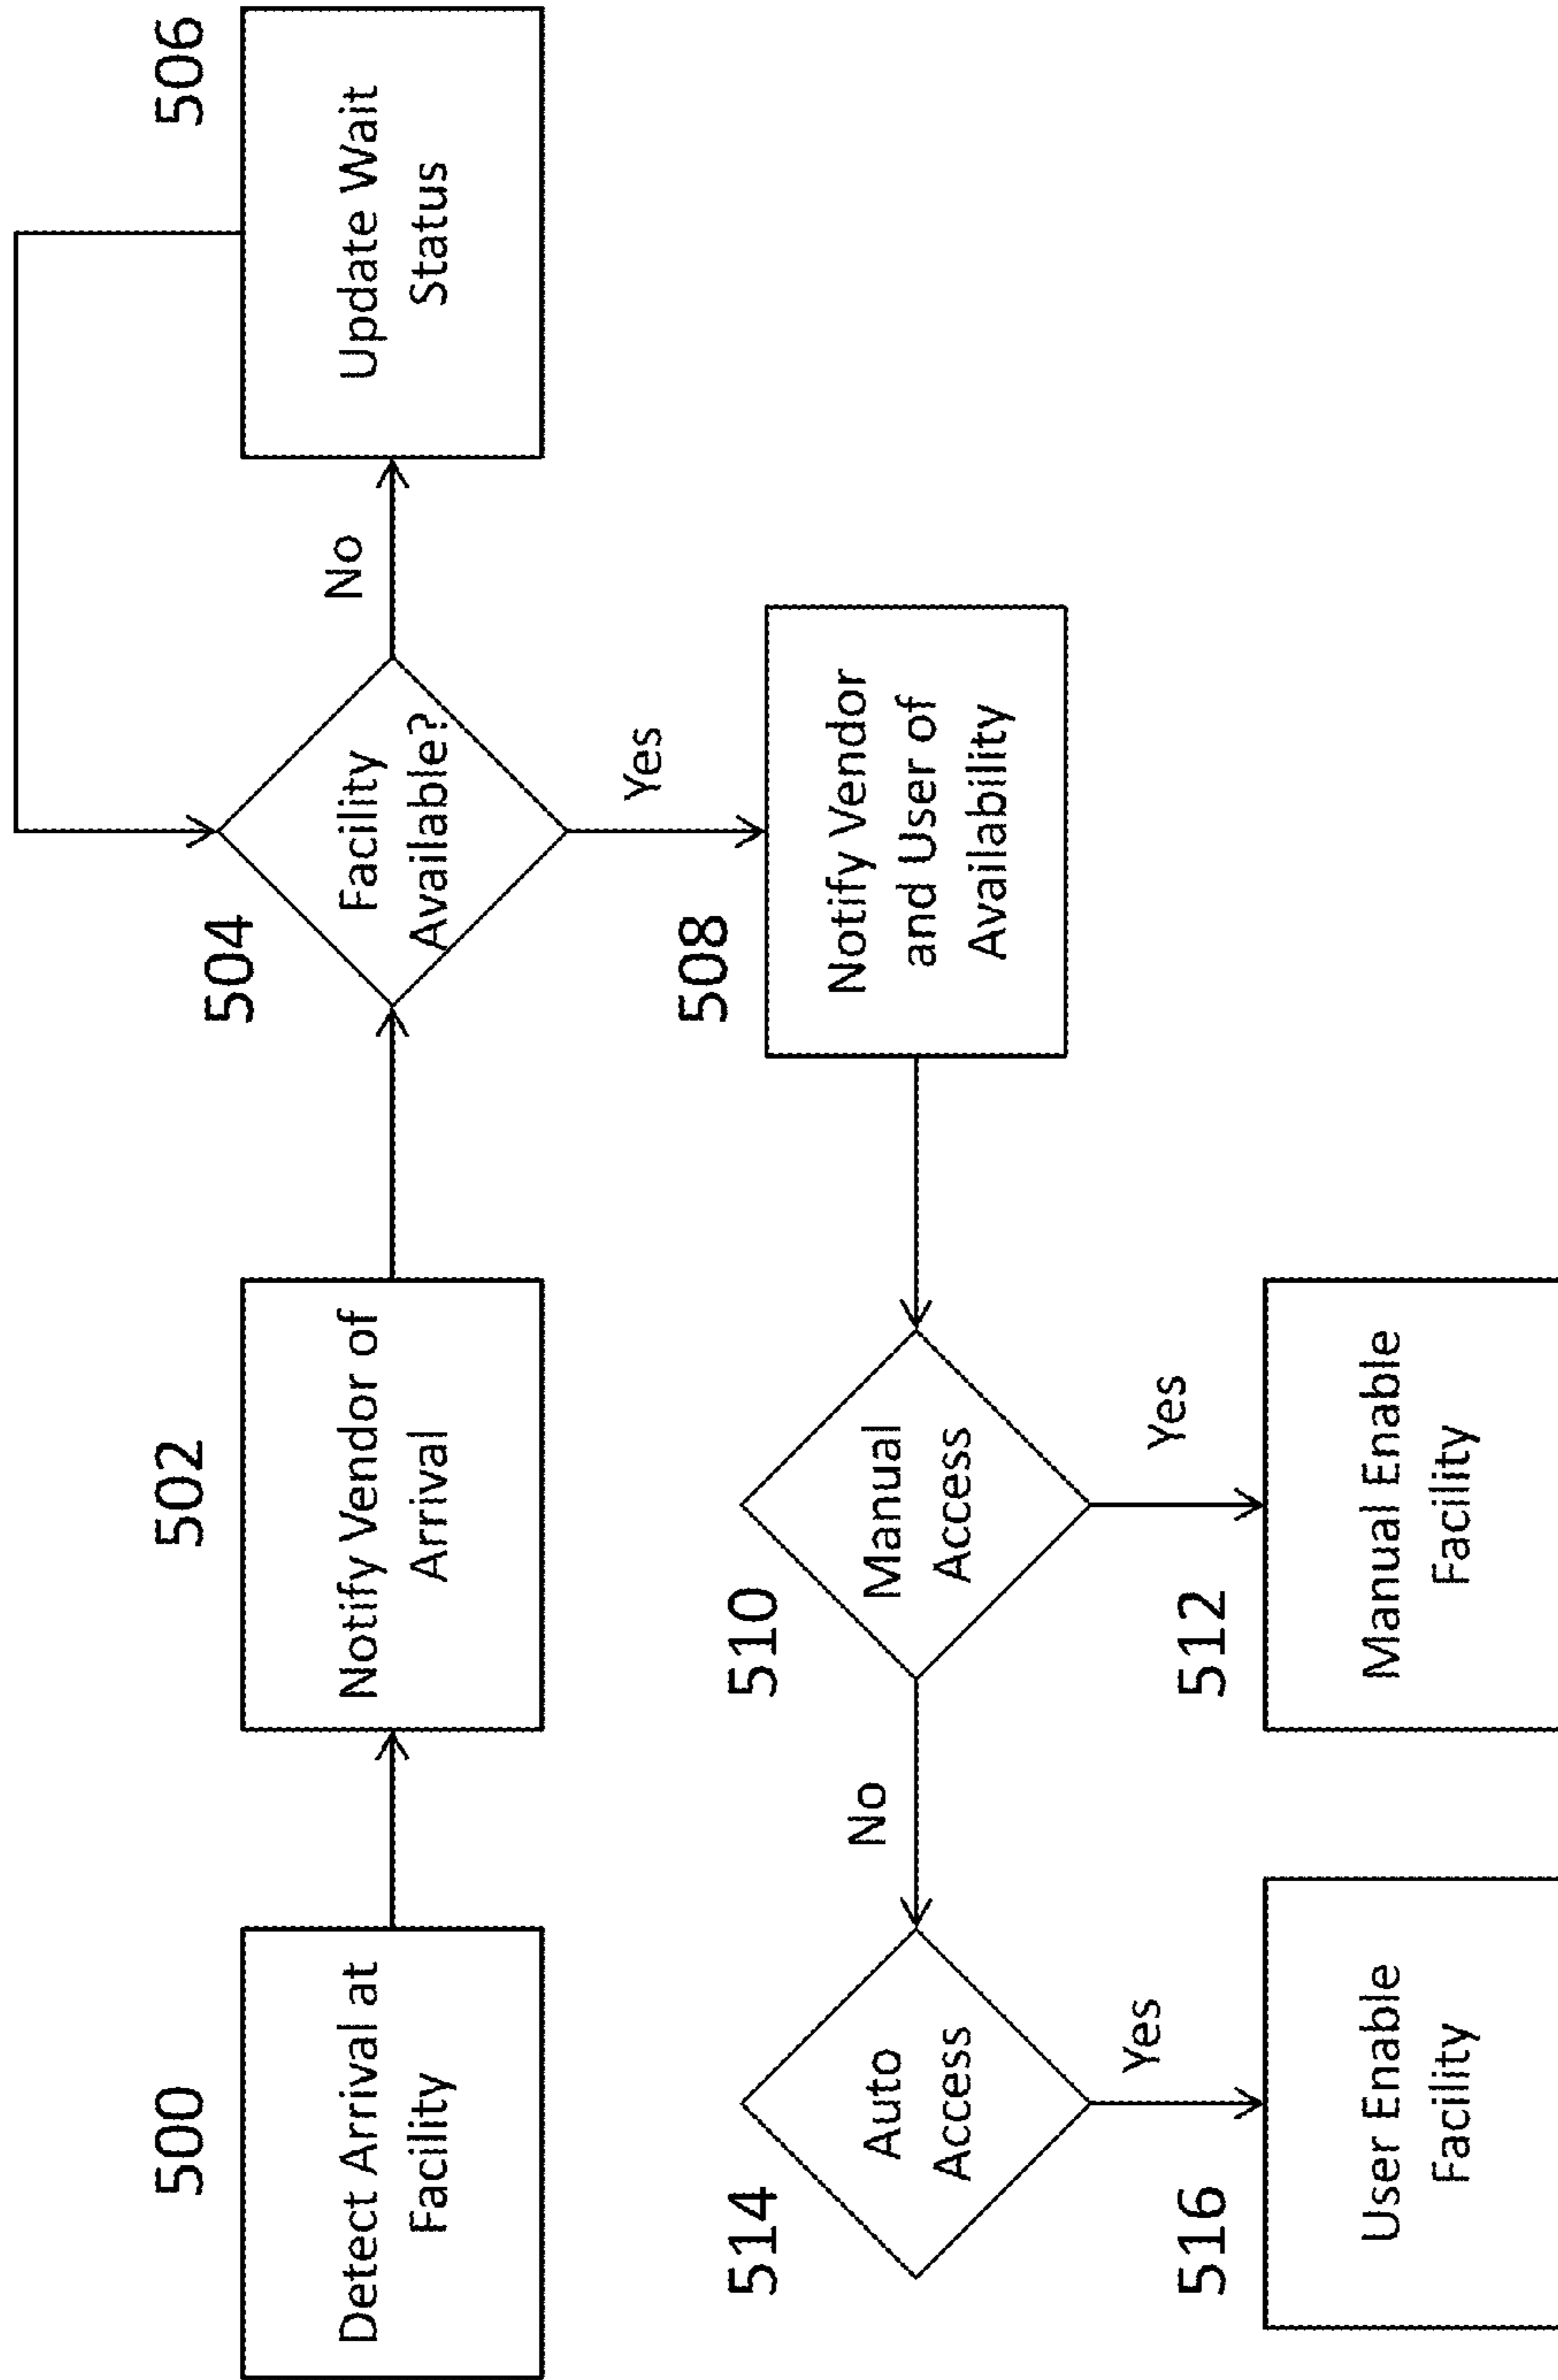 500
Detect Arrival at
Facility
502
Notify Vendor of
Arrival
504
Facility
Available?
No
506
Update Wait
Status
Yes
508
Notify Vendor
and User of
Availability
510
Manual
Access
Yes
512
Manual Enable
Facility
No
514
Auto
Access
Yes
516
User Enable
Facility